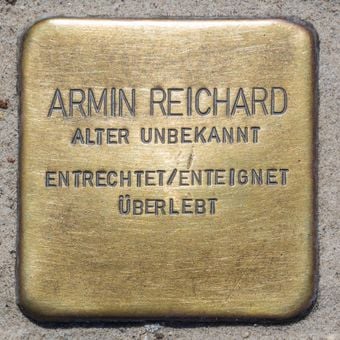 ARMIN REICHARD
ALTER UNBEKANNT
ENTRECHTET/ENTEIGNET
ÜBERLEBT